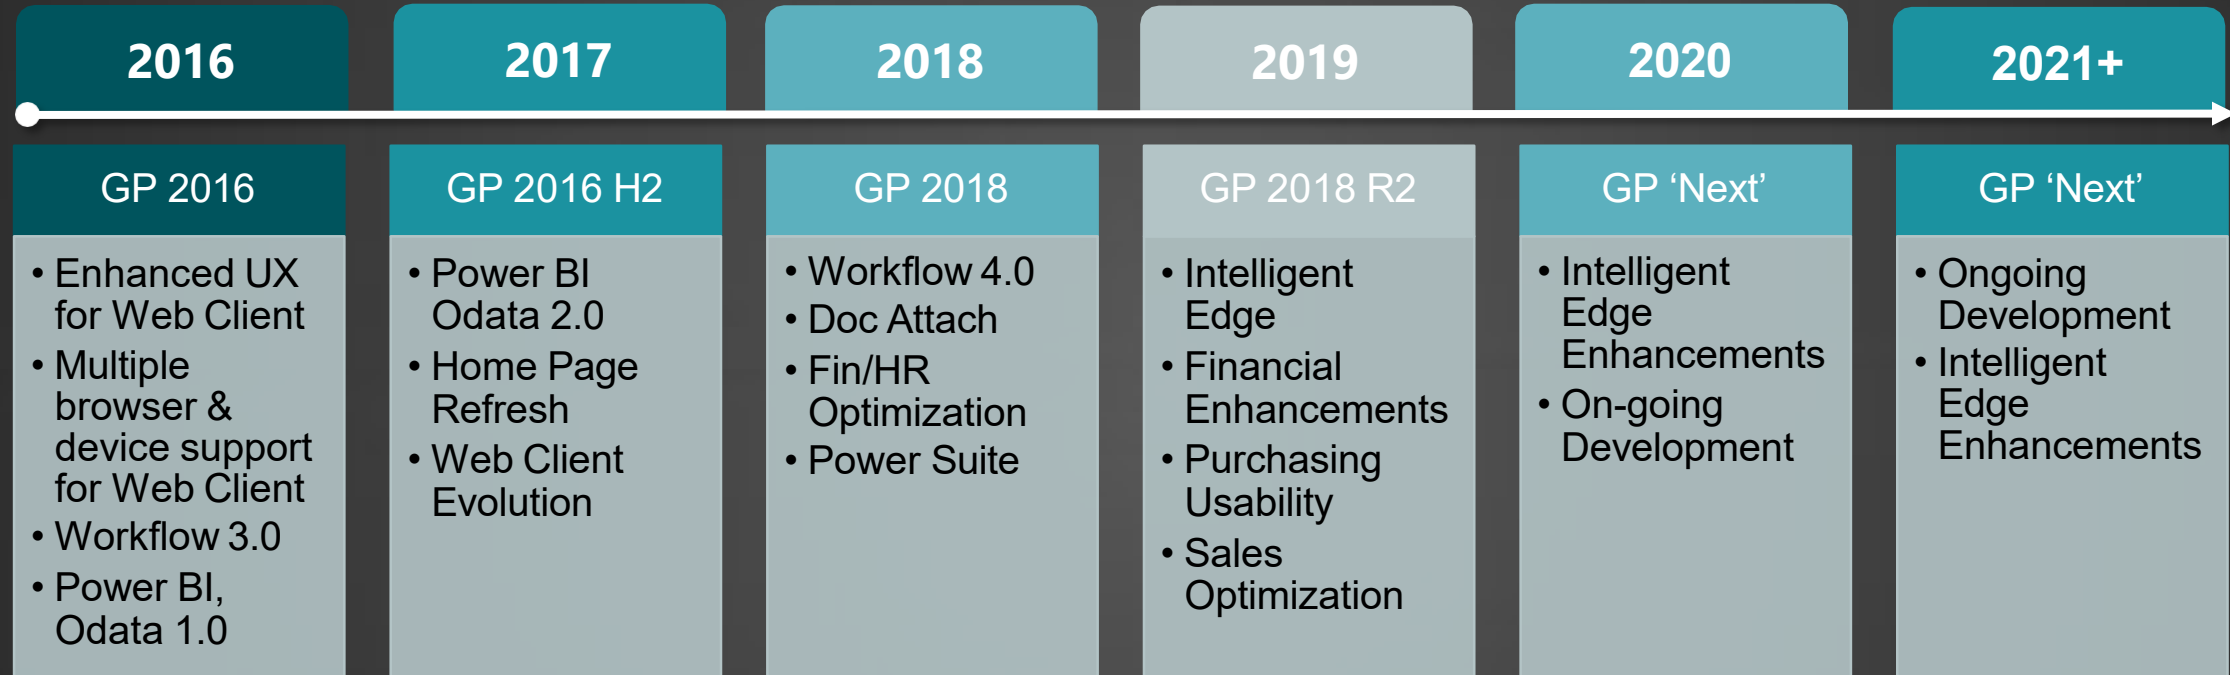 2016
2017
2018
2019
2020
2021+
GP 2016
GP 2016 H2
GP 2018
GP 2018 R2
GP ‘Next’
GP ‘Next’
• Enhanced UX
for Web Client
• Multiple
browser &
device support
for Web Client
• Workflow 3.0
• Power BI,
Odata 1.0
• Power BI
Odata 2.0
• Home Page
Refresh
• Web Client
Evolution
• Workflow 4.0
• Doc Attach
• Fin/HR
Optimization
• Power Suite
• Intelligent
Edge
• Financial
Enhancements
• Purchasing
Usability
• Sales
Optimization
• Intelligent
Edge
Enhancements
• On-going
Development
• Ongoing
Development
• Intelligent
Edge
Enhancements